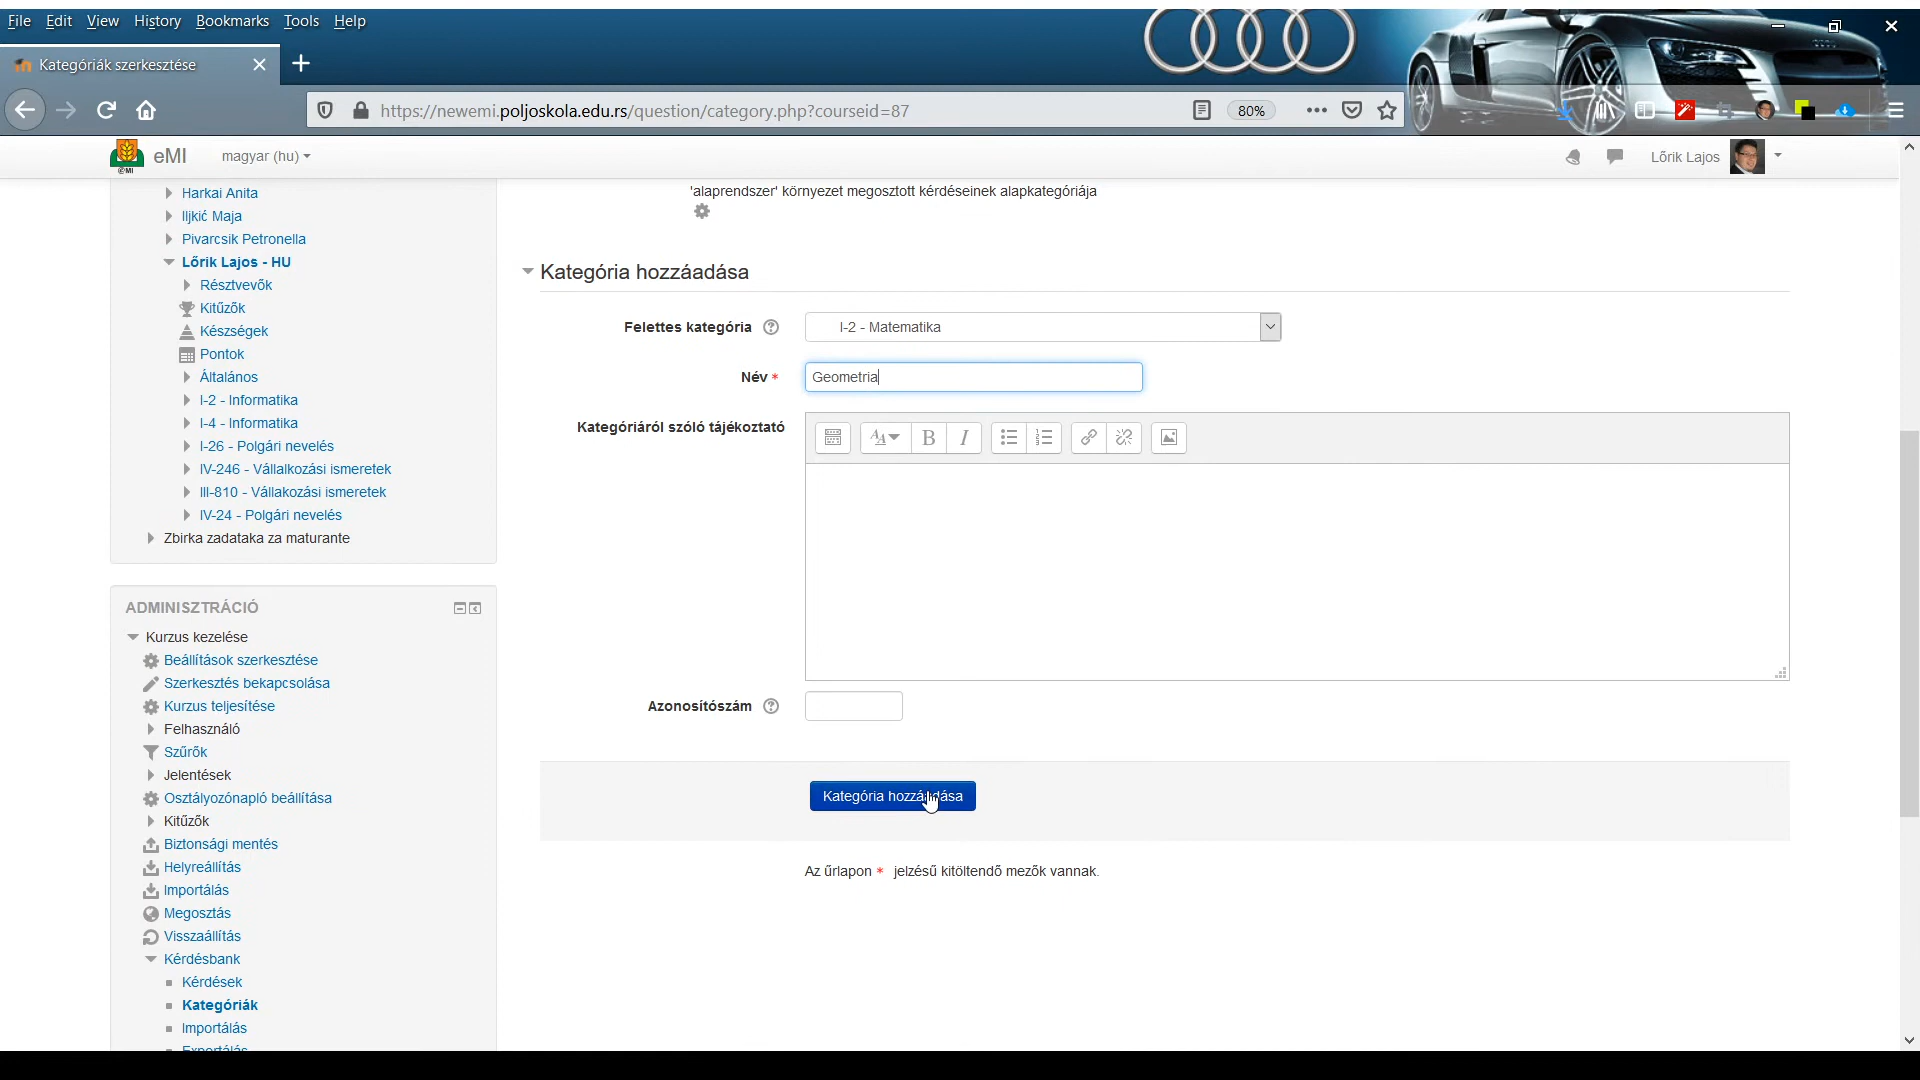 File Edit View History Bookmarks Tools Help
Kategóriák szerkesztése
https://newemi.poljoskola.edu.rs/question/category.php?courseid=87
80%
eMI
magyar (hu)
Lőrik Lajos
Harkai Anita
Iljkić Maja
Pivarcsik Petronella
Lőrik Lajos - HU
Résztvevők
Kitűzők
Készségek
Pontok
Általános
I-2 - Informatika
I-4 - Informatika
I-26 - Polgári nevelés
IV-246 - Vállalkozási ismeretek
III-810 - Vállakozási ismeretek
IV-24 - Polgári nevelés
Zbirka zadataka za maturante
ADMINISZTRÁCIÓ
Kurzus kezelése
Beállítások szerkesztése
Szerkesztés bekapcsolása
Kurzus teljesítése
Felhasználó
Szűrők
Jelentések
Osztályozónapló beállítása
Kitűzők
Biztonsági mentés
Helyreállítás
Importálás
Megosztás
Visszaállítás
Kérdésbank
Kérdések
Kategóriák
Importálás
Exportálás
'alaprendszer' környezet megosztott kérdéseinek alapkategóriája
Kategória hozzáadása
Felettes kategória
I-2 - Matematika
Név *
Geometria
Kategóriáról szóló tájékoztató
Azonosítószám
Kategória hozzáadása
Az űrlapon * jelzésű kitöltendő mezők vannak.